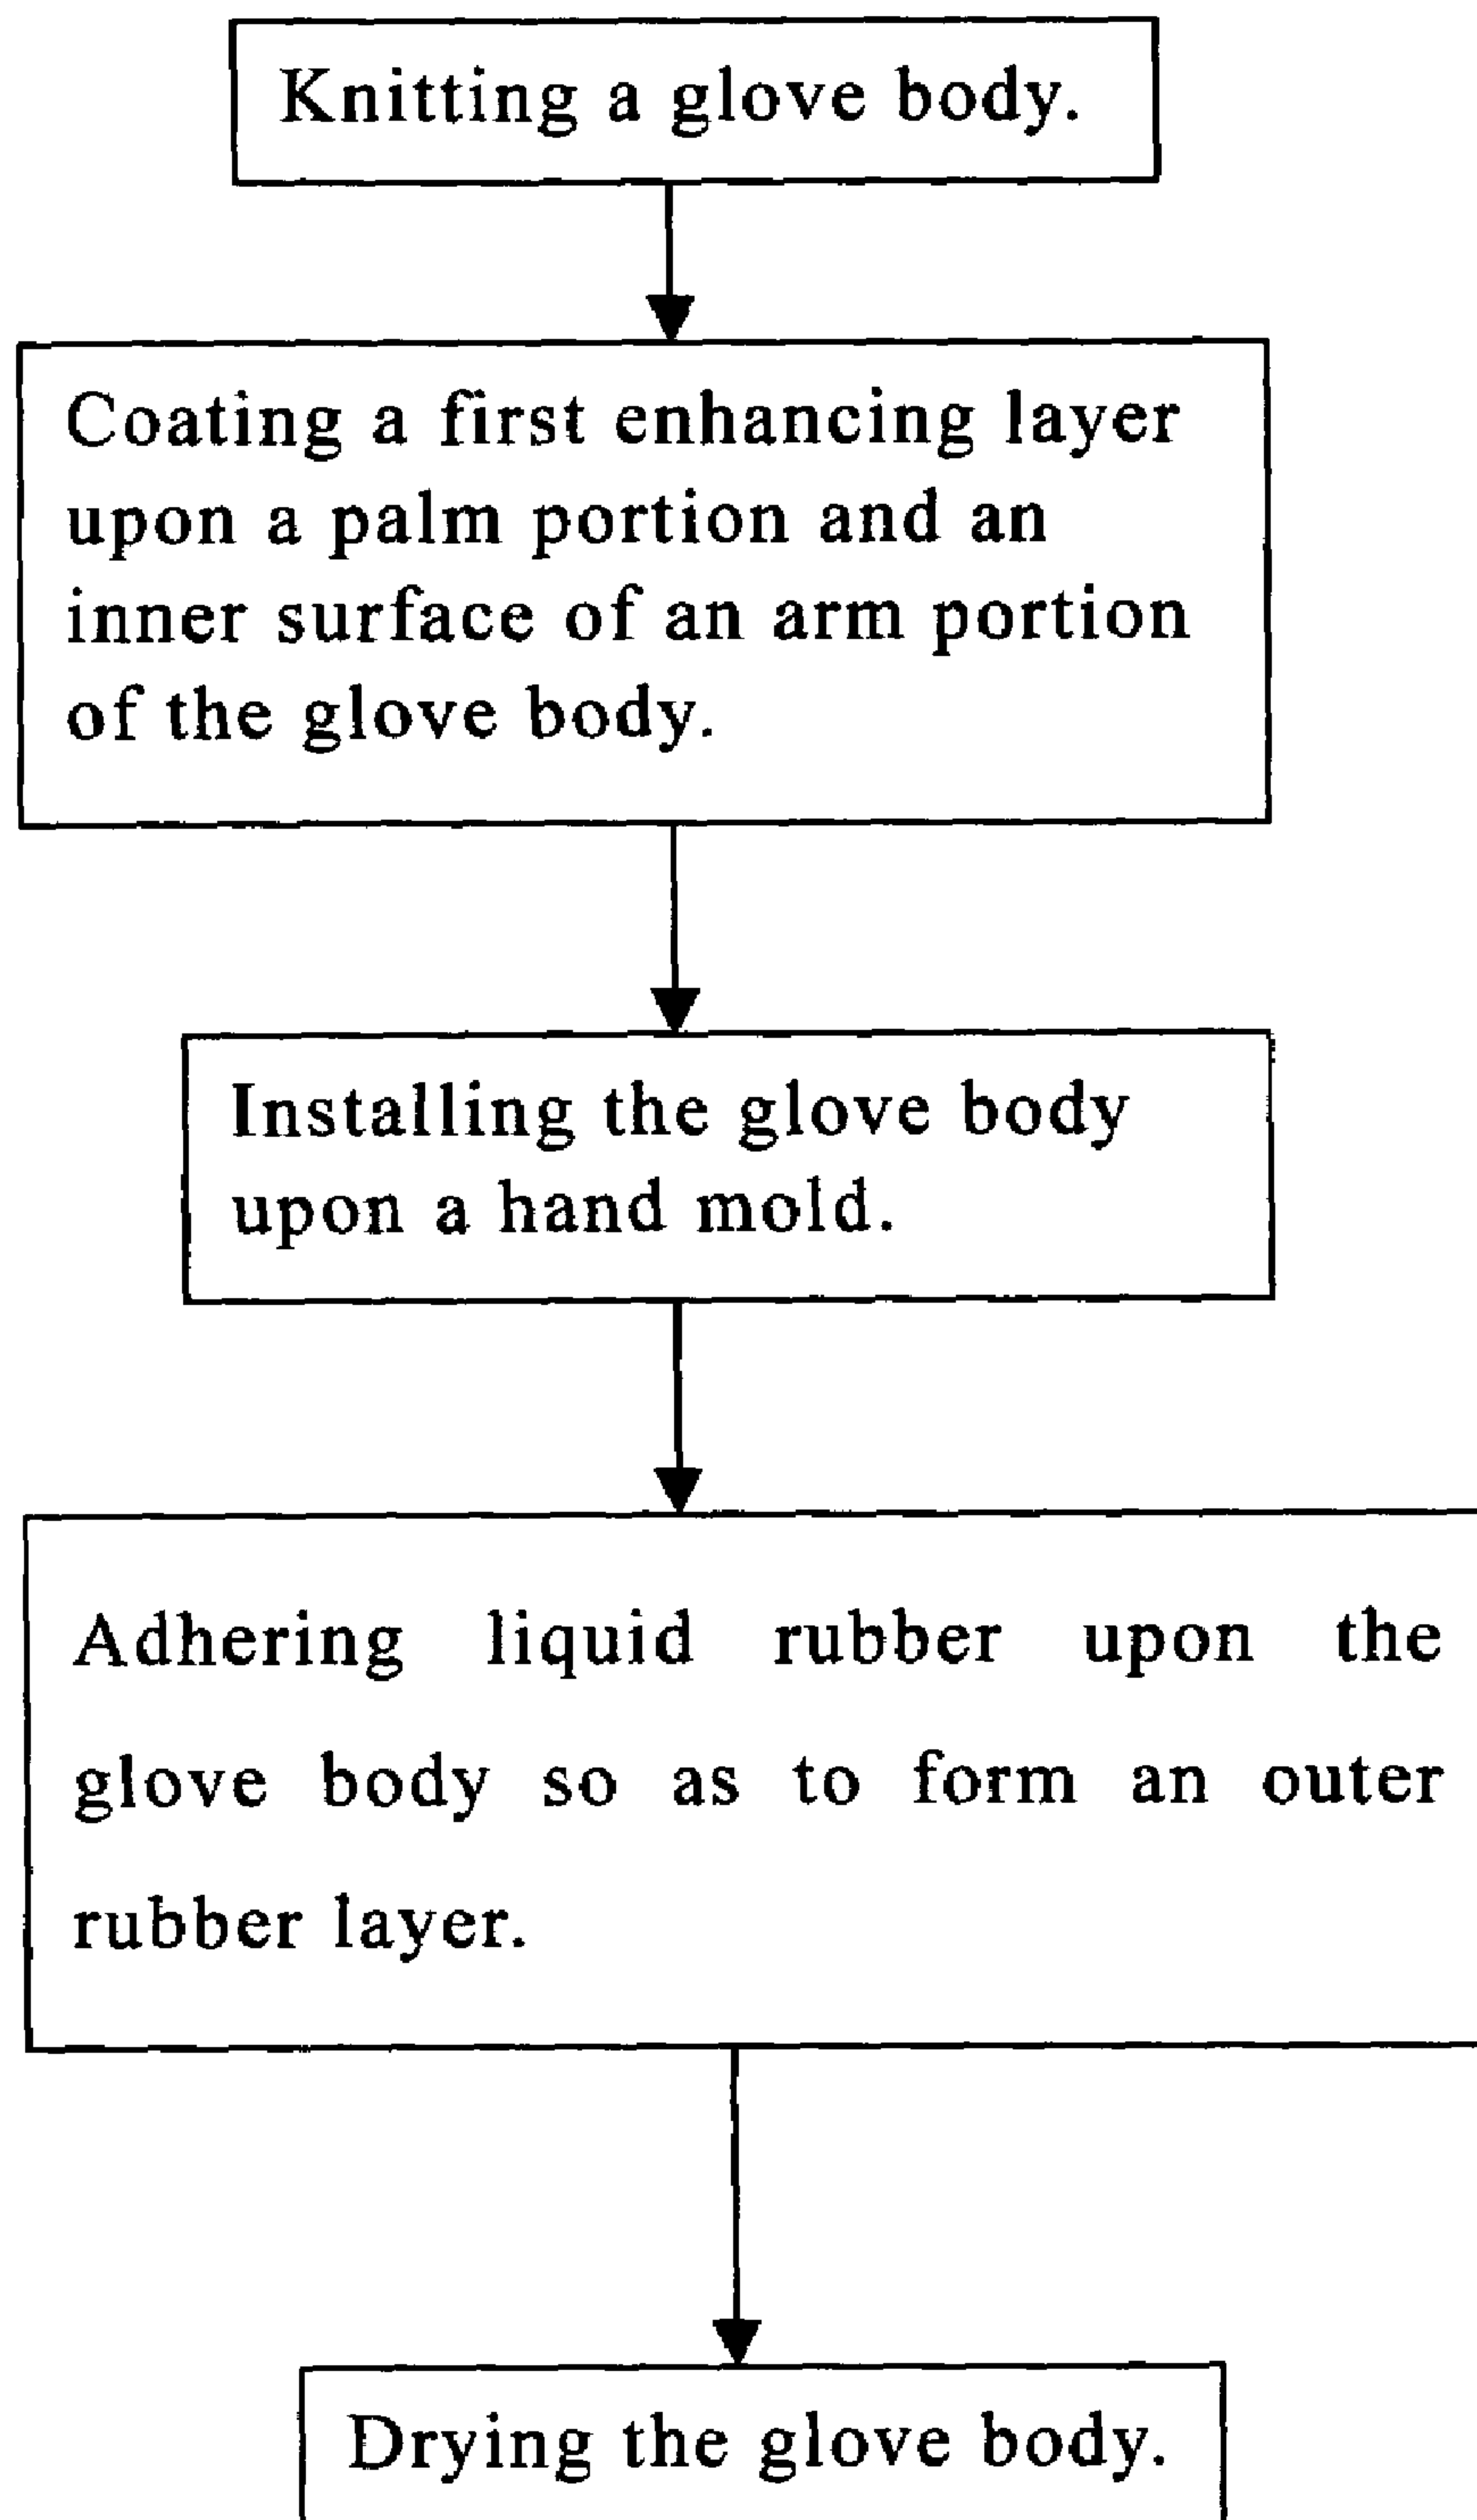 Knitting a glove body.
Coating a first enhancing layer
upon a palm portion and an
inner surface of an arm portion
of the glove body.
Installing the glove body
upon a hand mold.
Adhering liquid rubber upon the
glove body so as to form an outer
rubber layer.
Drying the glove body.